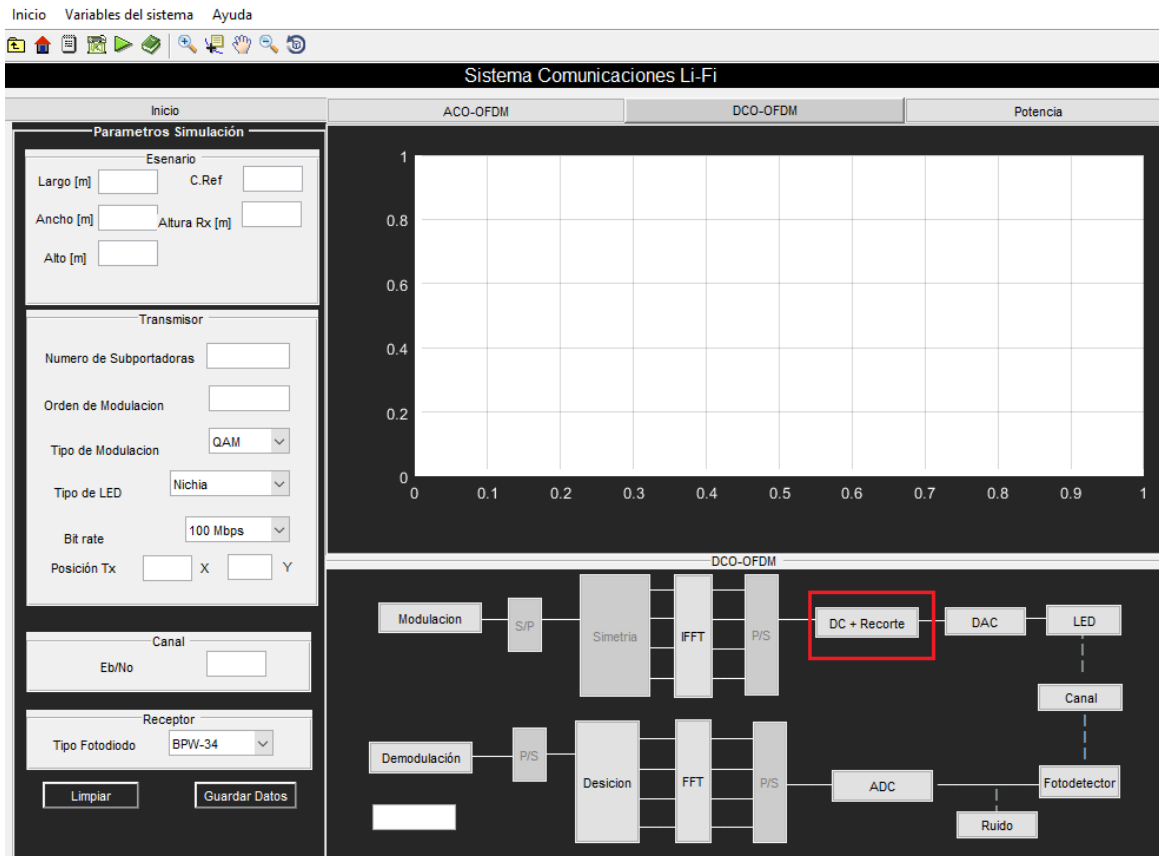 Inicio Variables del sistema Ayuda
Sistema Comunicaciones Li-Fi
Inicio ACO-OFDM DCO-OFDM Potencia
Parametros Simulación
Esenario
Largo [m] C.Ref
Ancho [m] Altura Rx [m]
Alto [m]
Transmisor
Numero de Subportadoras
Orden de Modulacion
Tipo de Modulacion QAM
Tipo de LED Nichia
Bit rate 100 Mbps
Posición Tx X Y
Canal
Eb/No
Receptor
Tipo Fotodiodo BPW-34
Limpiar Guardar Datos
1
0.8
0.6
0.4
0.2
0
0 0.1 0.2 0.3 0.4 0.5 0.6 0.7 0.8 0.9 1
DCO-OFDM
Modulacion S/P Simetria IFFT P/S DC + Recorte DAC LED
Canal
Demodulación P/S Desicion FFT P/S ADC Fotodetector
Ruido